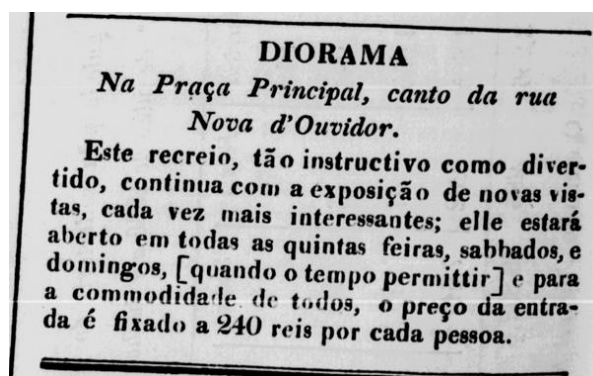 DIORAMA
Na Praça Principal, canto da rua
Nova d'Ouvidor.
Este recreio, tão instructivo como diver-
tido, continua com a exposição de novas vis-
tas, cada vez mais interessantes; elle estará
aberto em todas as quintas feiras, sabbados, e
domingos, [quando o tempo permittir] e para
a commodidade de todos, o preço da entra-
da é fixado a 240 reis por cada pessoa.